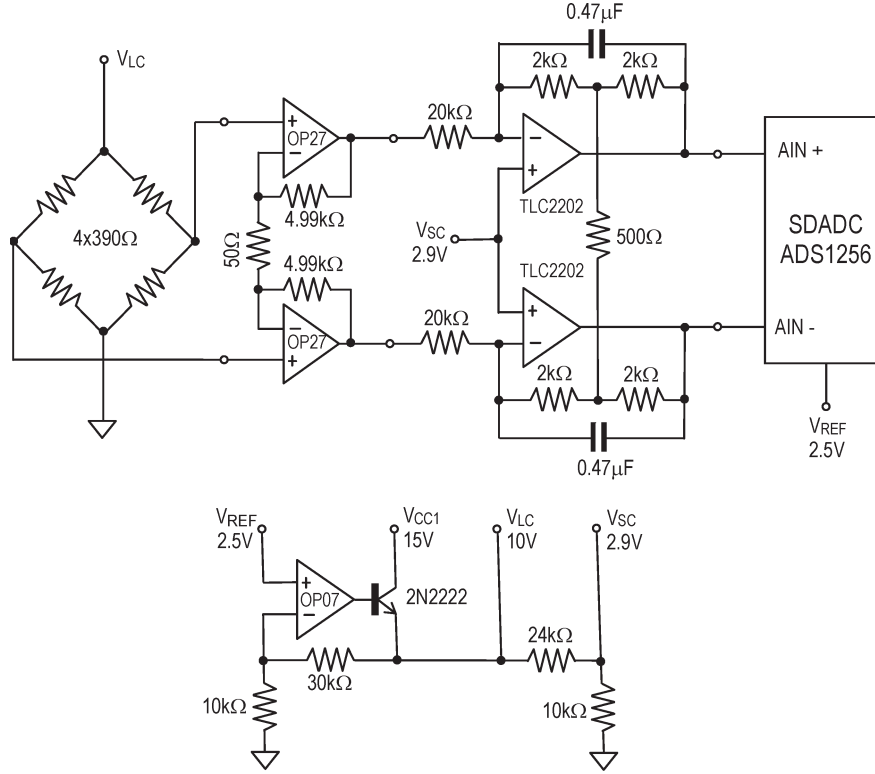 0.47µF
2kΩ 2kΩ
VLC
OP27
20kΩ
4.99kΩ
4x390Ω
50Ω
4.99kΩ
OP27
20kΩ
TLC2202
VSC
2.9V
500Ω
TLC2202
AIN +
SDADC
ADS1256
AIN -
2kΩ 2kΩ
0.47µF
VREF
2.5V
VREF
2.5V
VCC1
15V
VLC
10V
VSC
2.9V
OP07
2N2222
30kΩ
24kΩ
10kΩ
10kΩ